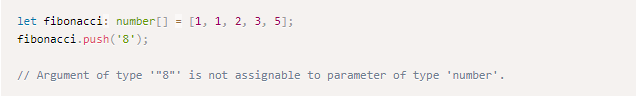 let fibonacci: number[] = [1, 1, 2, 3, 5];
fibonacci.push('8');
// Argument of type '"8"' is not assignable to parameter of type 'number'.